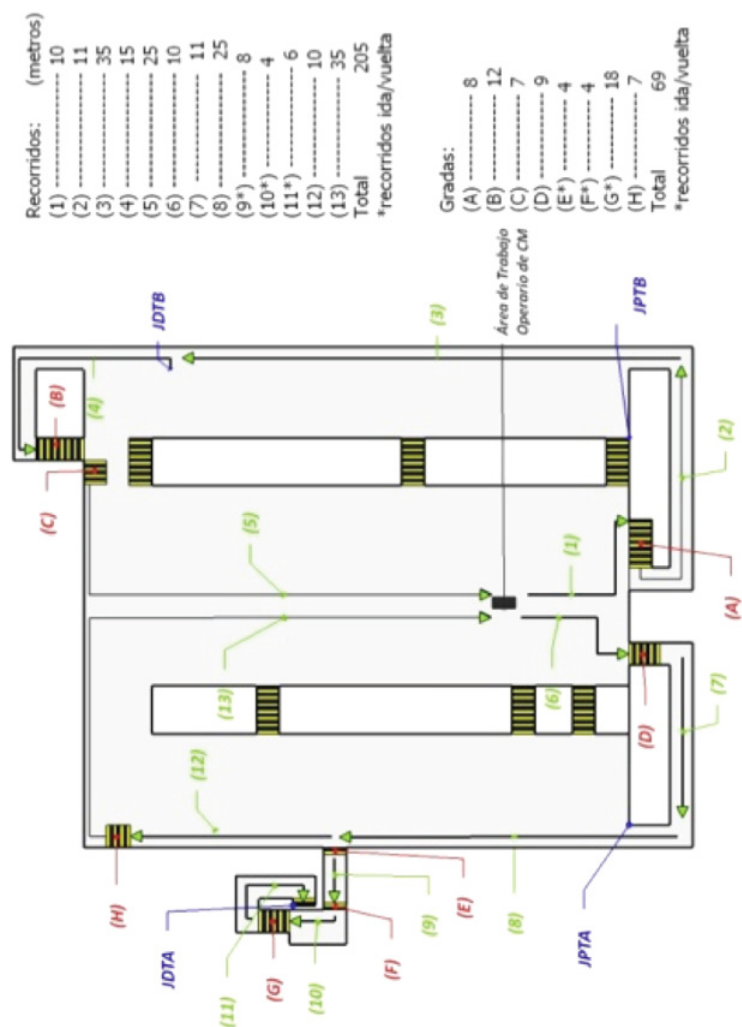 Recorridos: (metros)
(1) ---------------- 10
(2) ---------------- 11
(3) ---------------- 35
(4) ---------------- 15
(5) ---------------- 25
(6) ---------------- 10
(7) ---------------- 11
(8) ---------------- 25
(9*) ---------------- 8
(10*) ---------------- 4
(11*) ---------------- 6
(12) ---------------- 10
(13) ---------------- 35
Total 205
*recorridos ida/vuelta
Gradas:
(A) ------------- 8
(B) ------------- 12
(C) ------------- 7
(D) ------------- 9
(E*) ------------- 4
(F*) ------------- 4
(G*) ------------- 18
(H) ------------- 7
Total 69
*recorridos ida/vuelta
JDTB
(B)
(4)
(C)
(3)
Área de Trabajo
Operario de CM
JPTB
(5)
(1)
(2)
(A)
(13)
(6)
(D)
(7)
(12)
(H)
(E)
(8)
JPTA
JDTA
(11)
(G)
(10)
(F)
(9)